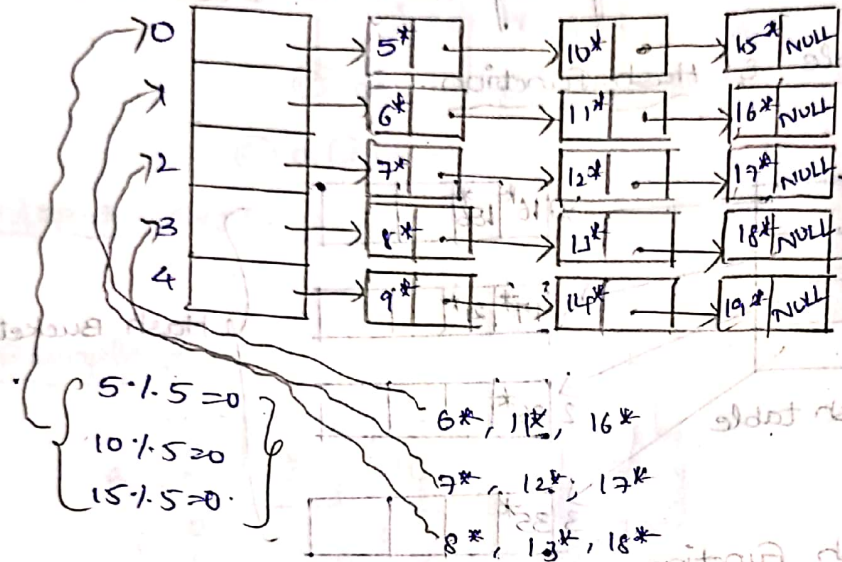 0 5* 10* 15* NULL
1 6* 11* 16* NULL
2 7* 12* 17* NULL
3 8* 13* 18* NULL
4 9* 14* 19* NULL
5 % 5 = 0
10 % 5 = 0
15 % 5 = 0
6*, 11*, 16*
7*, 12*, 17*
8*, 13*, 18*